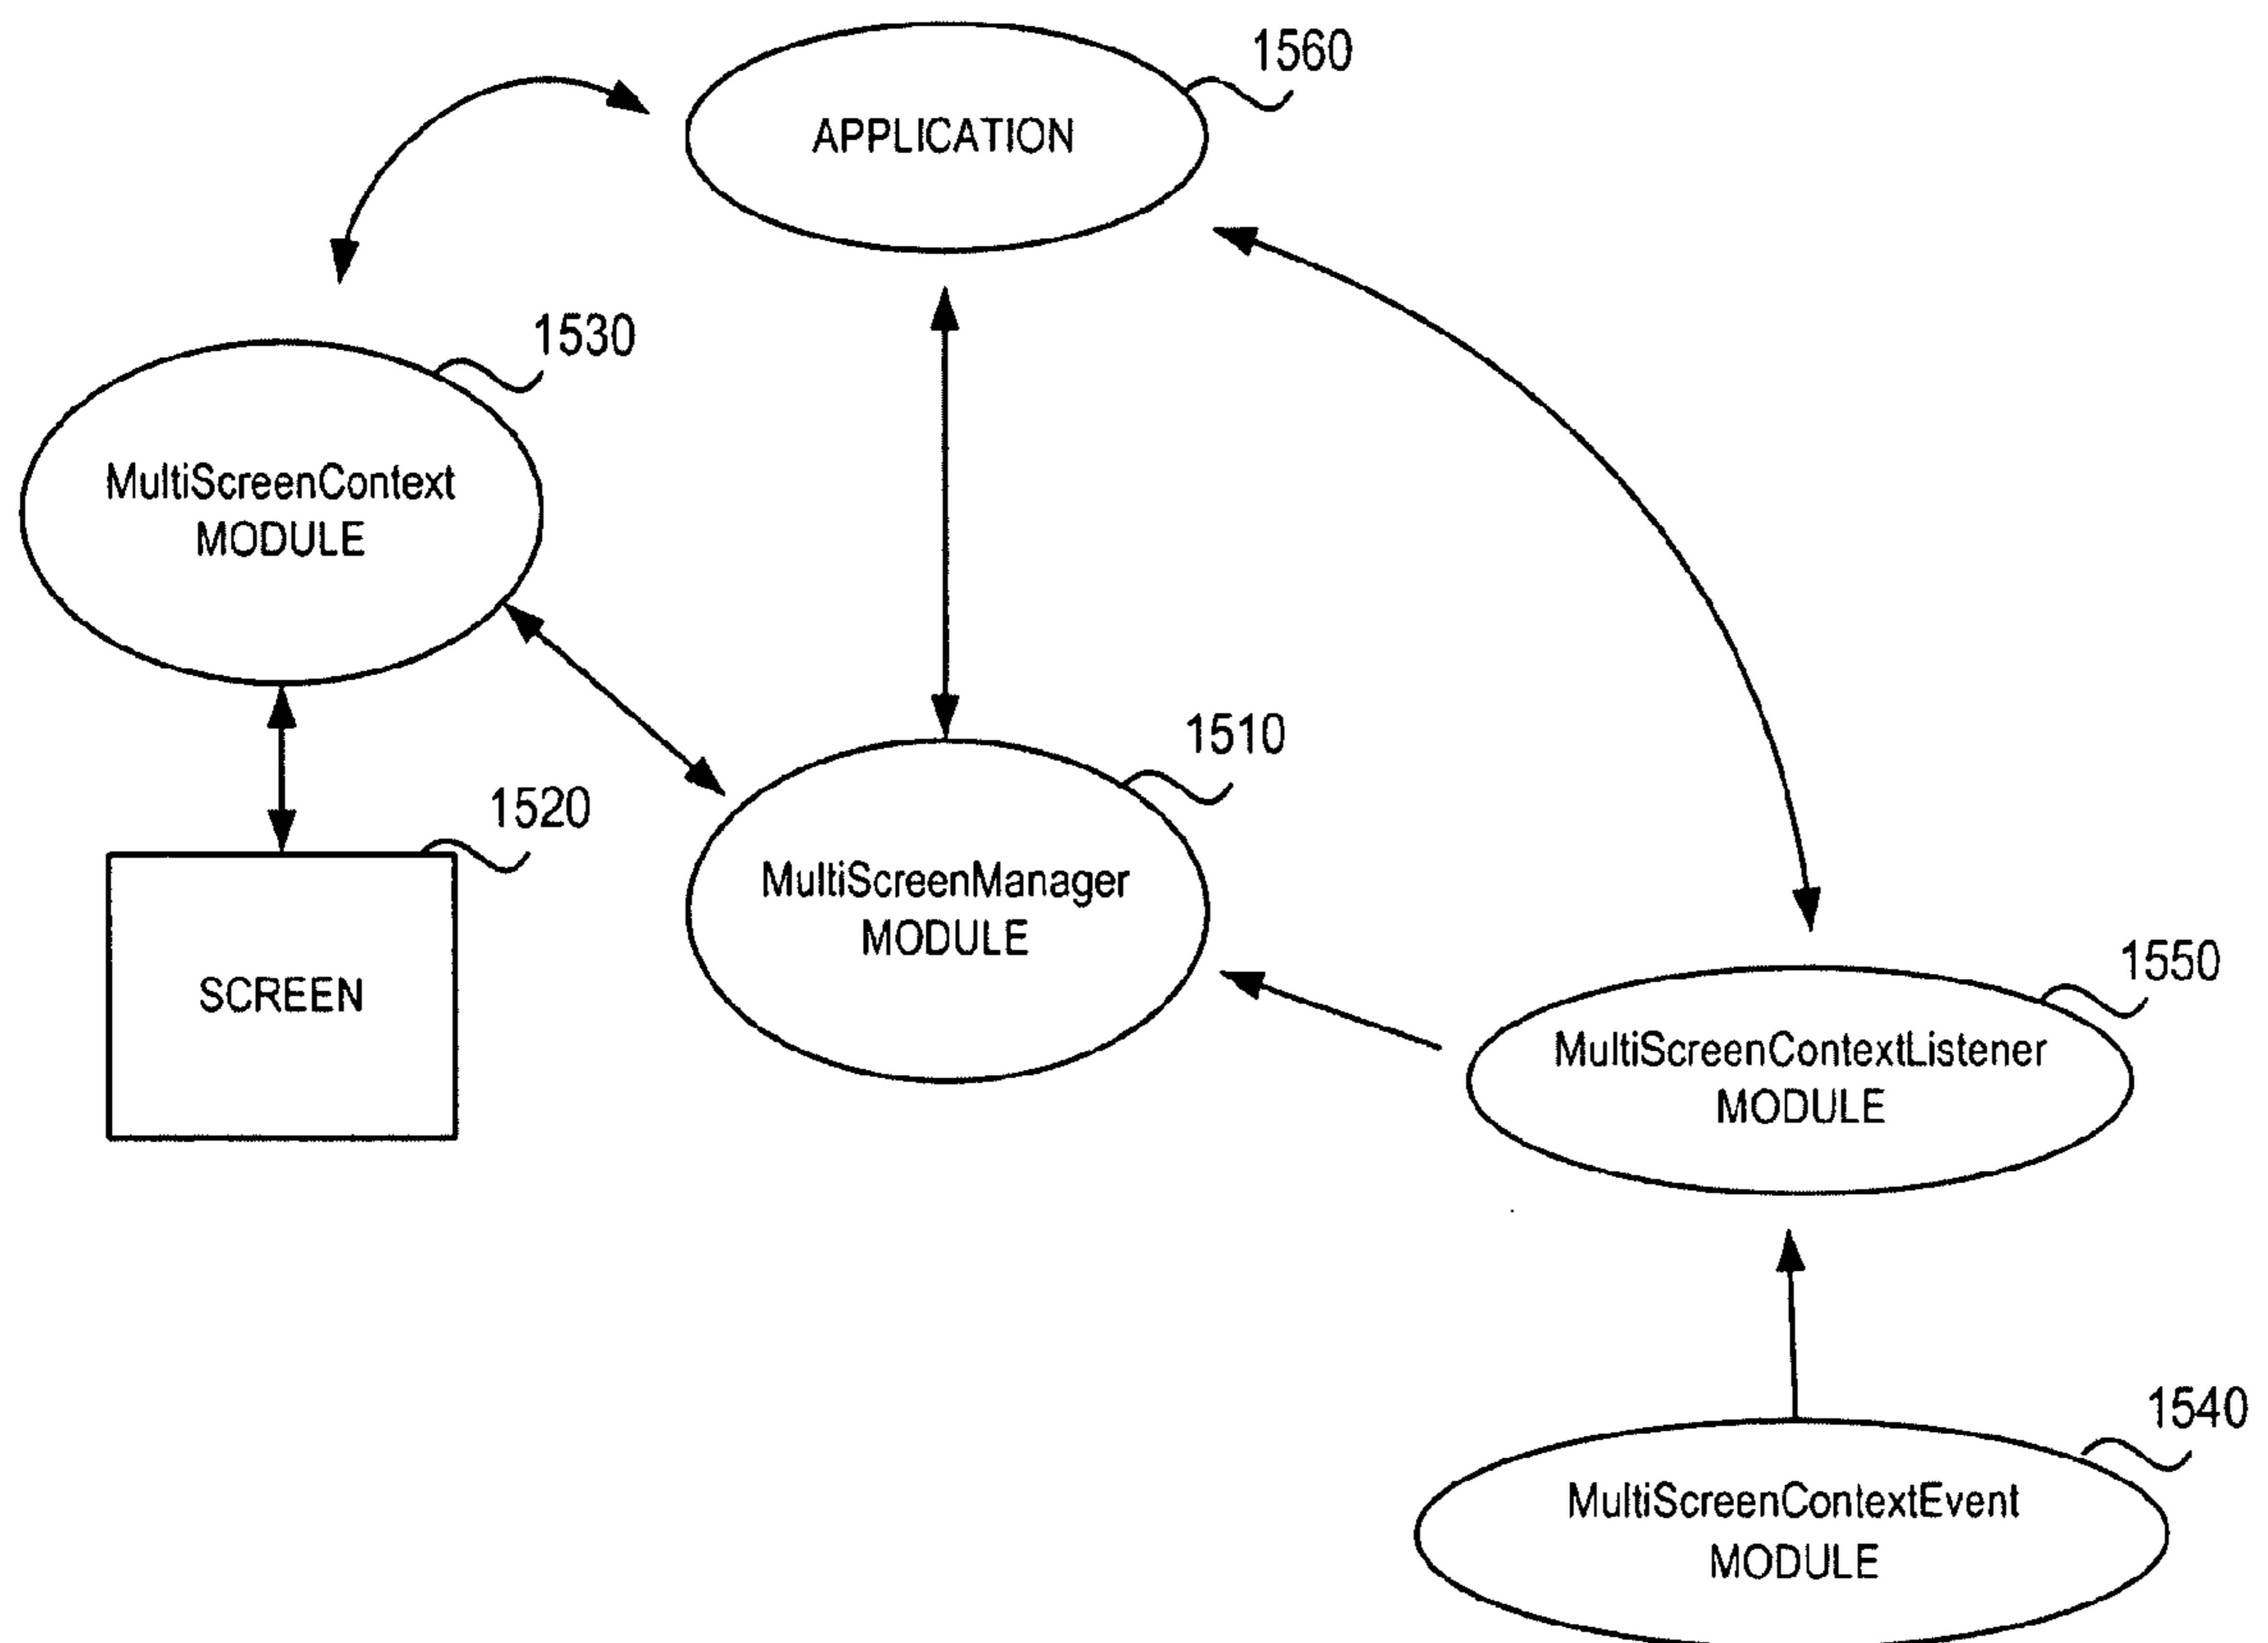 1560
APPLICATION
1530
MultiScreenContext
MODULE
1510
1520
MultiScreenManager
MODULE
SCREEN
1550
MultiScreenContextListener
MODULE
1540
MultiScreenContextEvent
MODULE